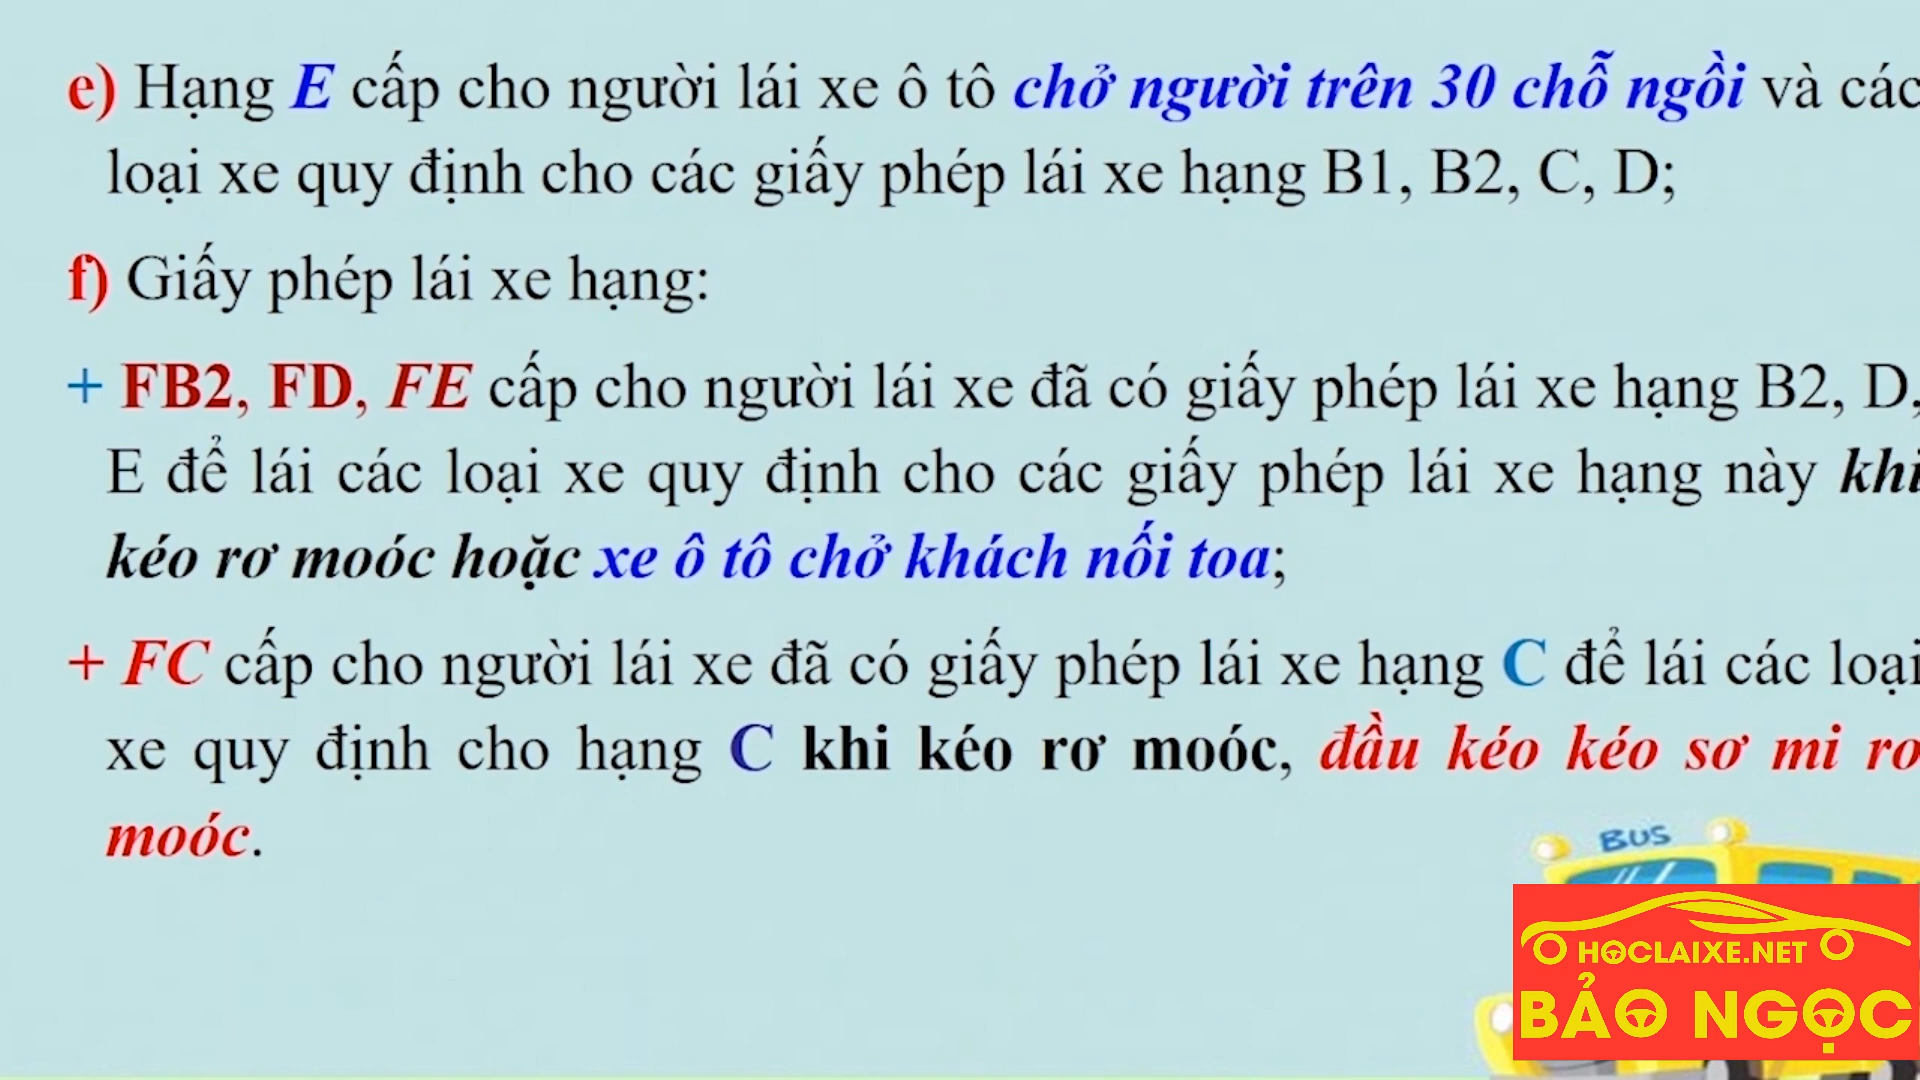 e) Hạng E cấp cho người lái xe ô tô chở người trên 30 chỗ ngồi và các
loại xe quy định cho các giấy phép lái xe hạng B1, B2, C, D;
f) Giấy phép lái xe hạng:
+ FB2, FD, FE cấp cho người lái xe đã có giấy phép lái xe hạng B2, D,
E để lái các loại xe quy định cho các giấy phép lái xe hạng này khi
kéo rơ moóc hoặc xe ô tô chở khách nối toa;
+ FC cấp cho người lái xe đã có giấy phép lái xe hạng C để lái các loại
xe quy định cho hạng C khi kéo rơ moóc, đầu kéo kéo sơ mi rơ
moóc.
BUS
HOCLAIXE.NET
BẢO NGỌC